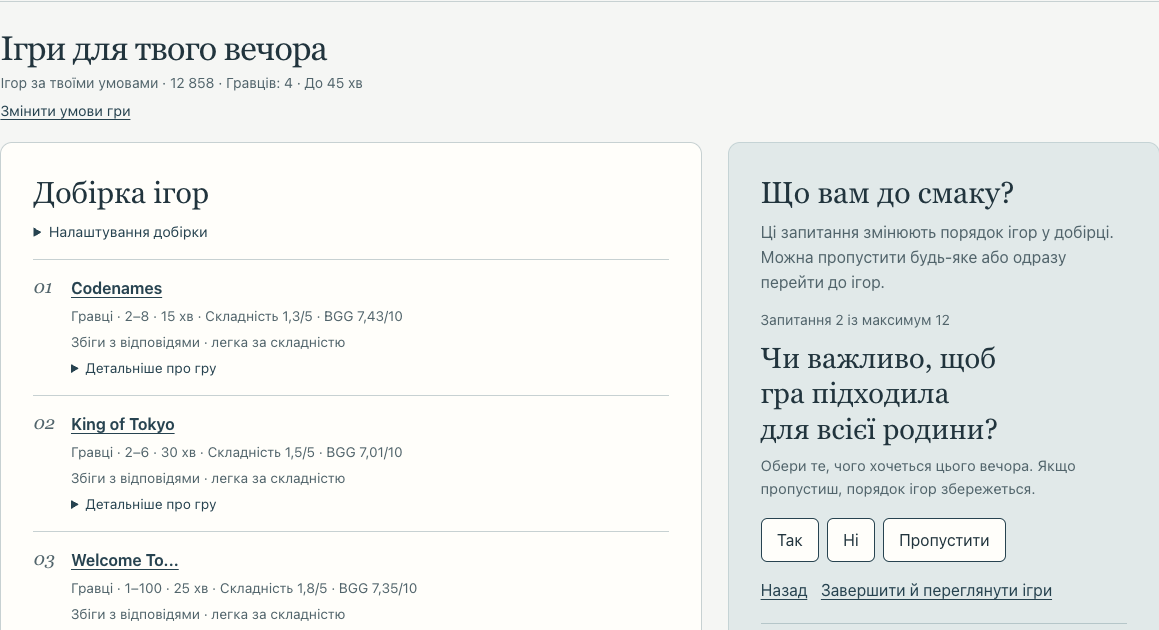 Ігри для твого вечора
Ігор за твоїми умовами · 12 858 · Гравців: 4 · До 45 хв
Змінити умови гри
Добірка ігор
Налаштування добірки
01 Codenames
Гравці · 2–8 · 15 хв · Складність 1,3/5 · BGG 7,43/10
Збіги з відповідями · легка за складністю
Детальніше про гру
02 King of Tokyo
Гравці · 2–6 · 30 хв · Складність 1,5/5 · BGG 7,01/10
Збіги з відповідями · легка за складністю
Детальніше про гру
03 Welcome To...
Гравці · 1–100 · 25 хв · Складність 1,8/5 · BGG 7,35/10
Збіги з відповідями · легка за складністю
Що вам до смаку?
Ці запитання змінюють порядок ігор у добірці.
Можна пропустити будь-яке або одразу
перейти до ігор.
Запитання 2 із максимум 12
Чи важливо, щоб
гра підходила
для всієї родини?
Обери те, чого хочеться цього вечора. Якщо
пропустиш, порядок ігор збережеться.
Так Ні Пропустити
Назад Завершити й переглянути ігри